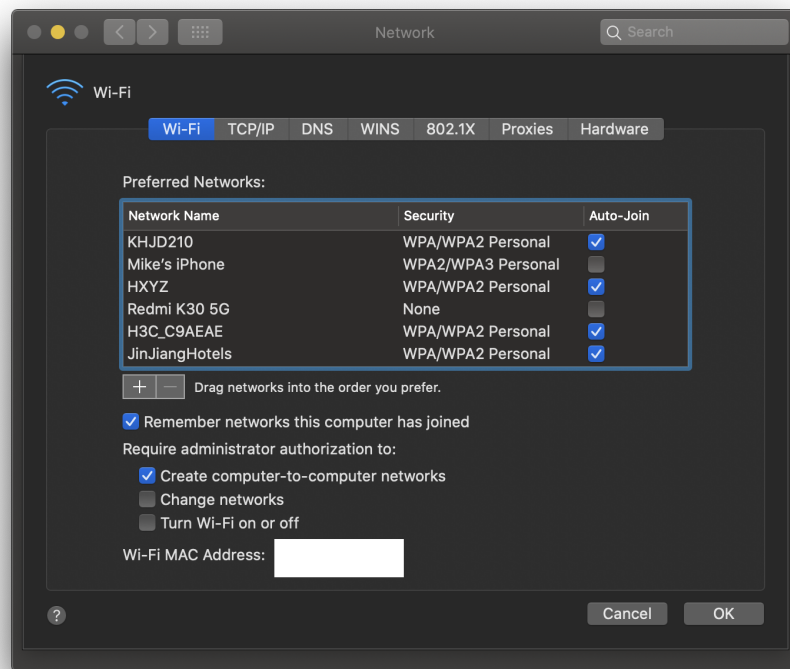 Network
Search
Wi-Fi
Wi-Fi TCP/IP DNS WINS 802.1X Proxies Hardware
Preferred Networks:
Network Name Security Auto-Join
KHJD210 WPA/WPA2 Personal
Mike’s iPhone WPA2/WPA3 Personal
HXYZ WPA/WPA2 Personal
Redmi K30 5G None
H3C_C9AEAE WPA/WPA2 Personal
JinJiangHotels WPA/WPA2 Personal
Drag networks into the order you prefer.
Remember networks this computer has joined
Require administrator authorization to:
Create computer-to-computer networks
Change networks
Turn Wi-Fi on or off
Wi-Fi MAC Address:
? Cancel OK